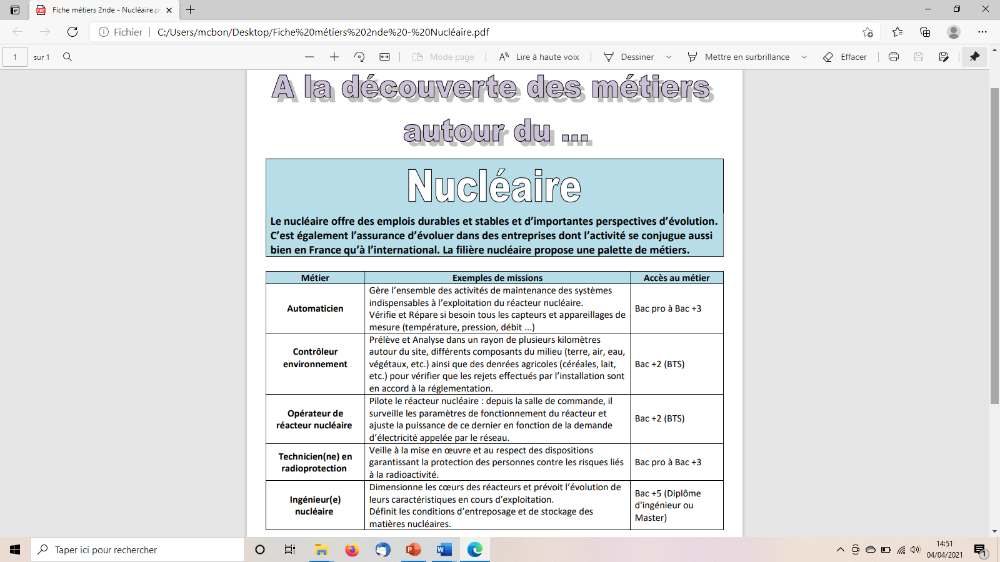 Fiche métiers 2nde - Nucléaire.p
Fichier
C:/Users/mcbon/Desktop/Fiche%20métiers%202nde%20-%20Nucléaire.pdf
1
sur 1
Mode page
Lire à haute voix
Dessiner
Mettre en surbrillance
Effacer
A la découverte des métiers
autour du ...
Nucléaire
Le nucléaire offre des emplois durables et stables et d’importantes perspectives d’évolution.
C’est également l’assurance d’évoluer dans des entreprises dont l’activité se conjugue aussi
bien en France qu’à l’international. La filière nucléaire propose une palette de métiers.
Métier
Exemples de missions
Accès au métier
Automaticien
Gère l’ensemble des activités de maintenance des systèmes
indispensables à l’exploitation du réacteur nucléaire.
Vérifie et Répare si besoin tous les capteurs et appareillages de
mesure (température, pression, débit ...)
Bac pro à Bac +3
Contrôleur
environnement
Prélève et Analyse dans un rayon de plusieurs kilomètres
autour du site, différents composants du milieu (terre, air, eau,
végétaux, etc.) ainsi que des denrées agricoles (céréales, lait,
etc.) pour vérifier que les rejets effectués par l’installation sont
en accord à la réglementation.
Bac +2 (BTS)
Opérateur de
réacteur nucléaire
Pilote le réacteur nucléaire : depuis la salle de commande, il
surveille les paramètres de fonctionnement du réacteur et
ajuste la puissance de ce dernier en fonction de la demande
d’électricité appelée par le réseau.
Bac +2 (BTS)
Technicien(ne) en
radioprotection
Veille à la mise en œuvre et au respect des dispositions
garantissant la protection des personnes contre les risques liés
à la radioactivité.
Bac pro à Bac +3
Ingénieur(e)
nucléaire
Dimensionne les cœurs des réacteurs et prévoit l’évolution de
leurs caractéristiques en cours d’exploitation.
Définit les conditions d’entreposage et de stockage des
matières nucléaires.
Bac +5 (Diplôme
d'ingénieur ou
Master)
Taper ici pour rechercher
14:51
04/04/2021
1